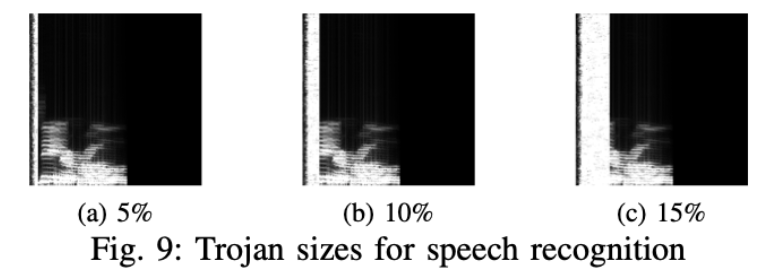 (a) 5%
(b) 10%
(c) 15%
Fig. 9: Trojan sizes for speech recognition